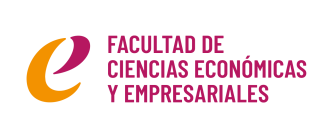 FACULTAD DE
CIENCIAS ECONÓMICAS
Y EMPRESARIALES